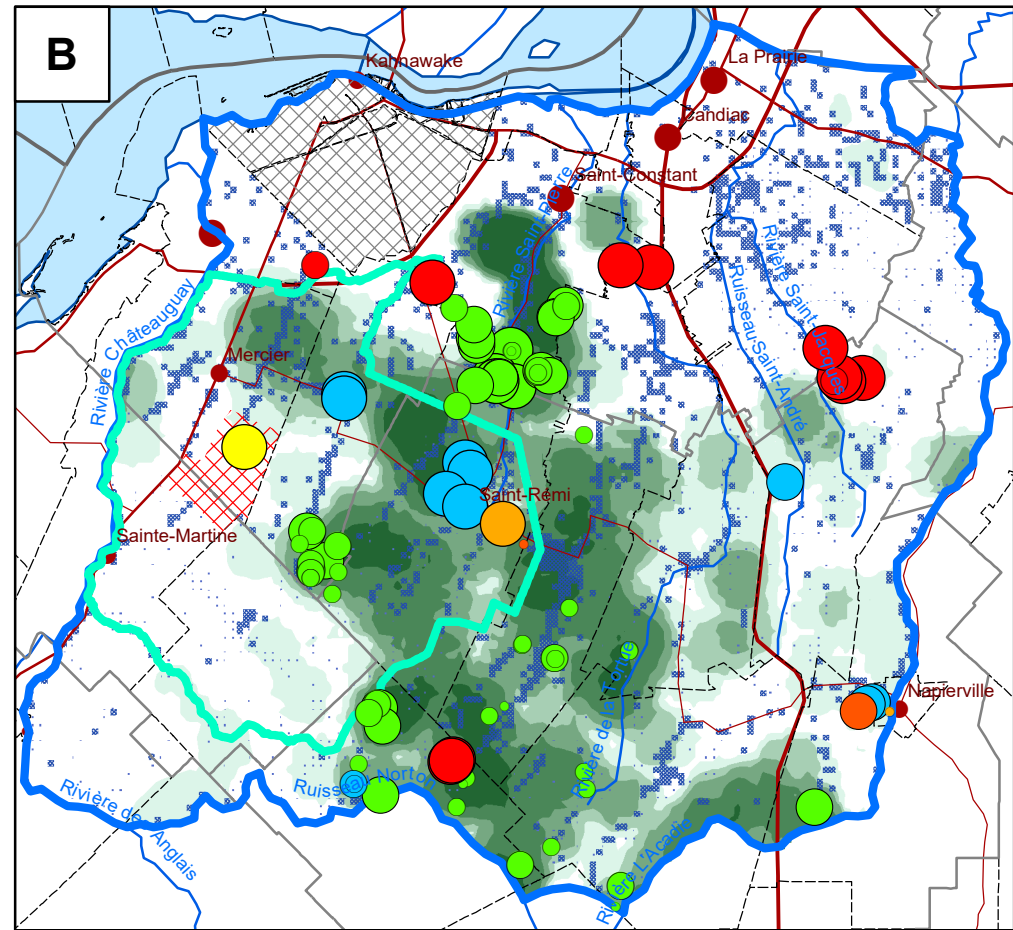 B
Kahnawake
La Prairie
Candiac
Saint-Constant
Rivière Saint-Pierre
Rivière Saint-Jacques
Ruisseau-Saint-André
Rivière Châteauguay
Mercier
Saint-Rémi
Sainte-Martine
Rivière de la Tortue
Napierville
Ruisseau Norton
Rivière des Anglais
Rivière L'Acadie